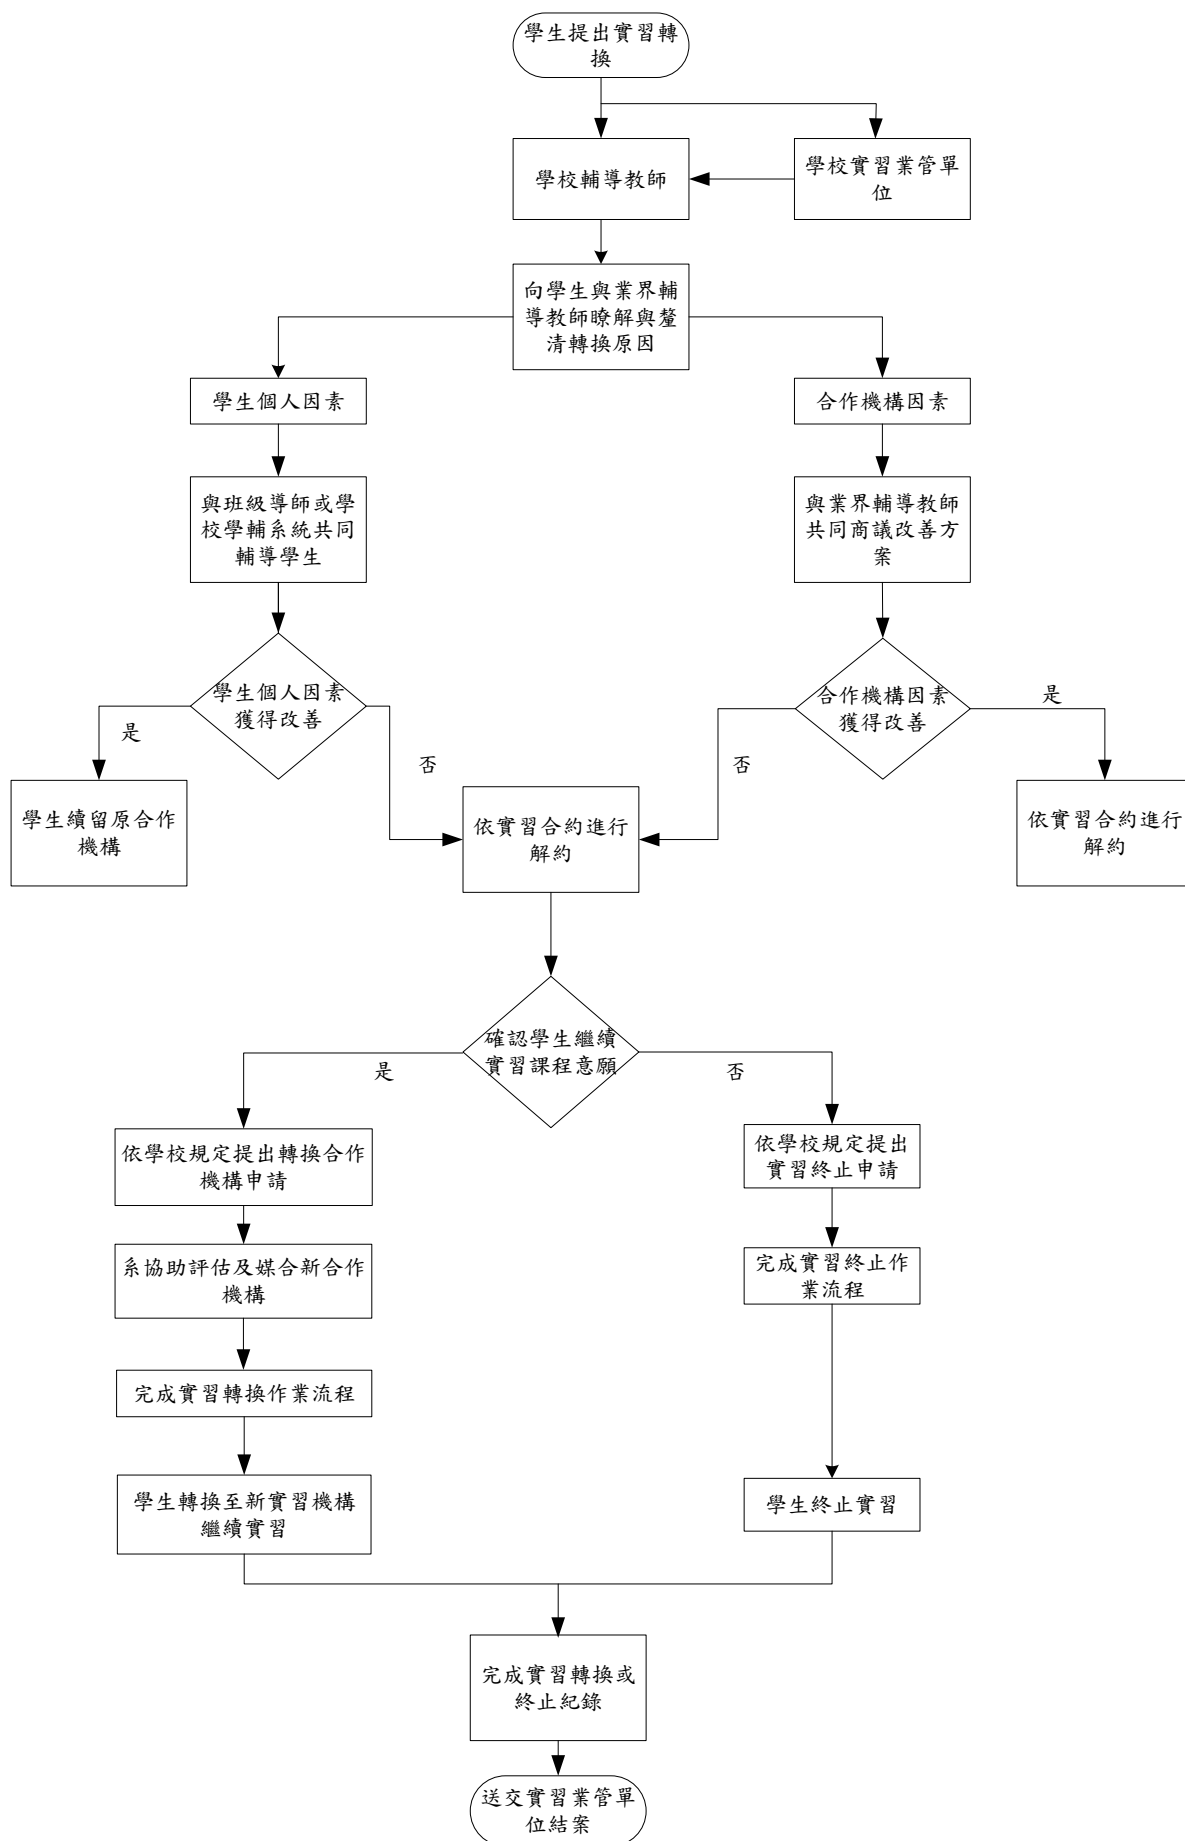 學生提出實習轉
換
學校輔導教師
學校實習業管單
位
向學生與業界輔
導教師瞭解與釐
清轉換原因
學生個人因素
合作機構因素
與班級導師或學
校學輔系統共同
輔導學生
與業界輔導教師
共同商議改善方
案
學生個人因素
獲得改善
合作機構因素
獲得改善
是
否
否
是
學生續留原合作
機構
依實習合約進行
解約
依實習合約進行
解約
確認學生繼續
實習課程意願
是
否
依學校規定提出轉換合作
機構申請
依學校規定提出
實習終止申請
系協助評估及媒合新合作
機構
完成實習終止作
業流程
完成實習轉換作業流程
學生轉換至新實習機構
繼續實習
學生終止實習
完成實習轉換或
終止紀錄
送交實習業管單
位結案